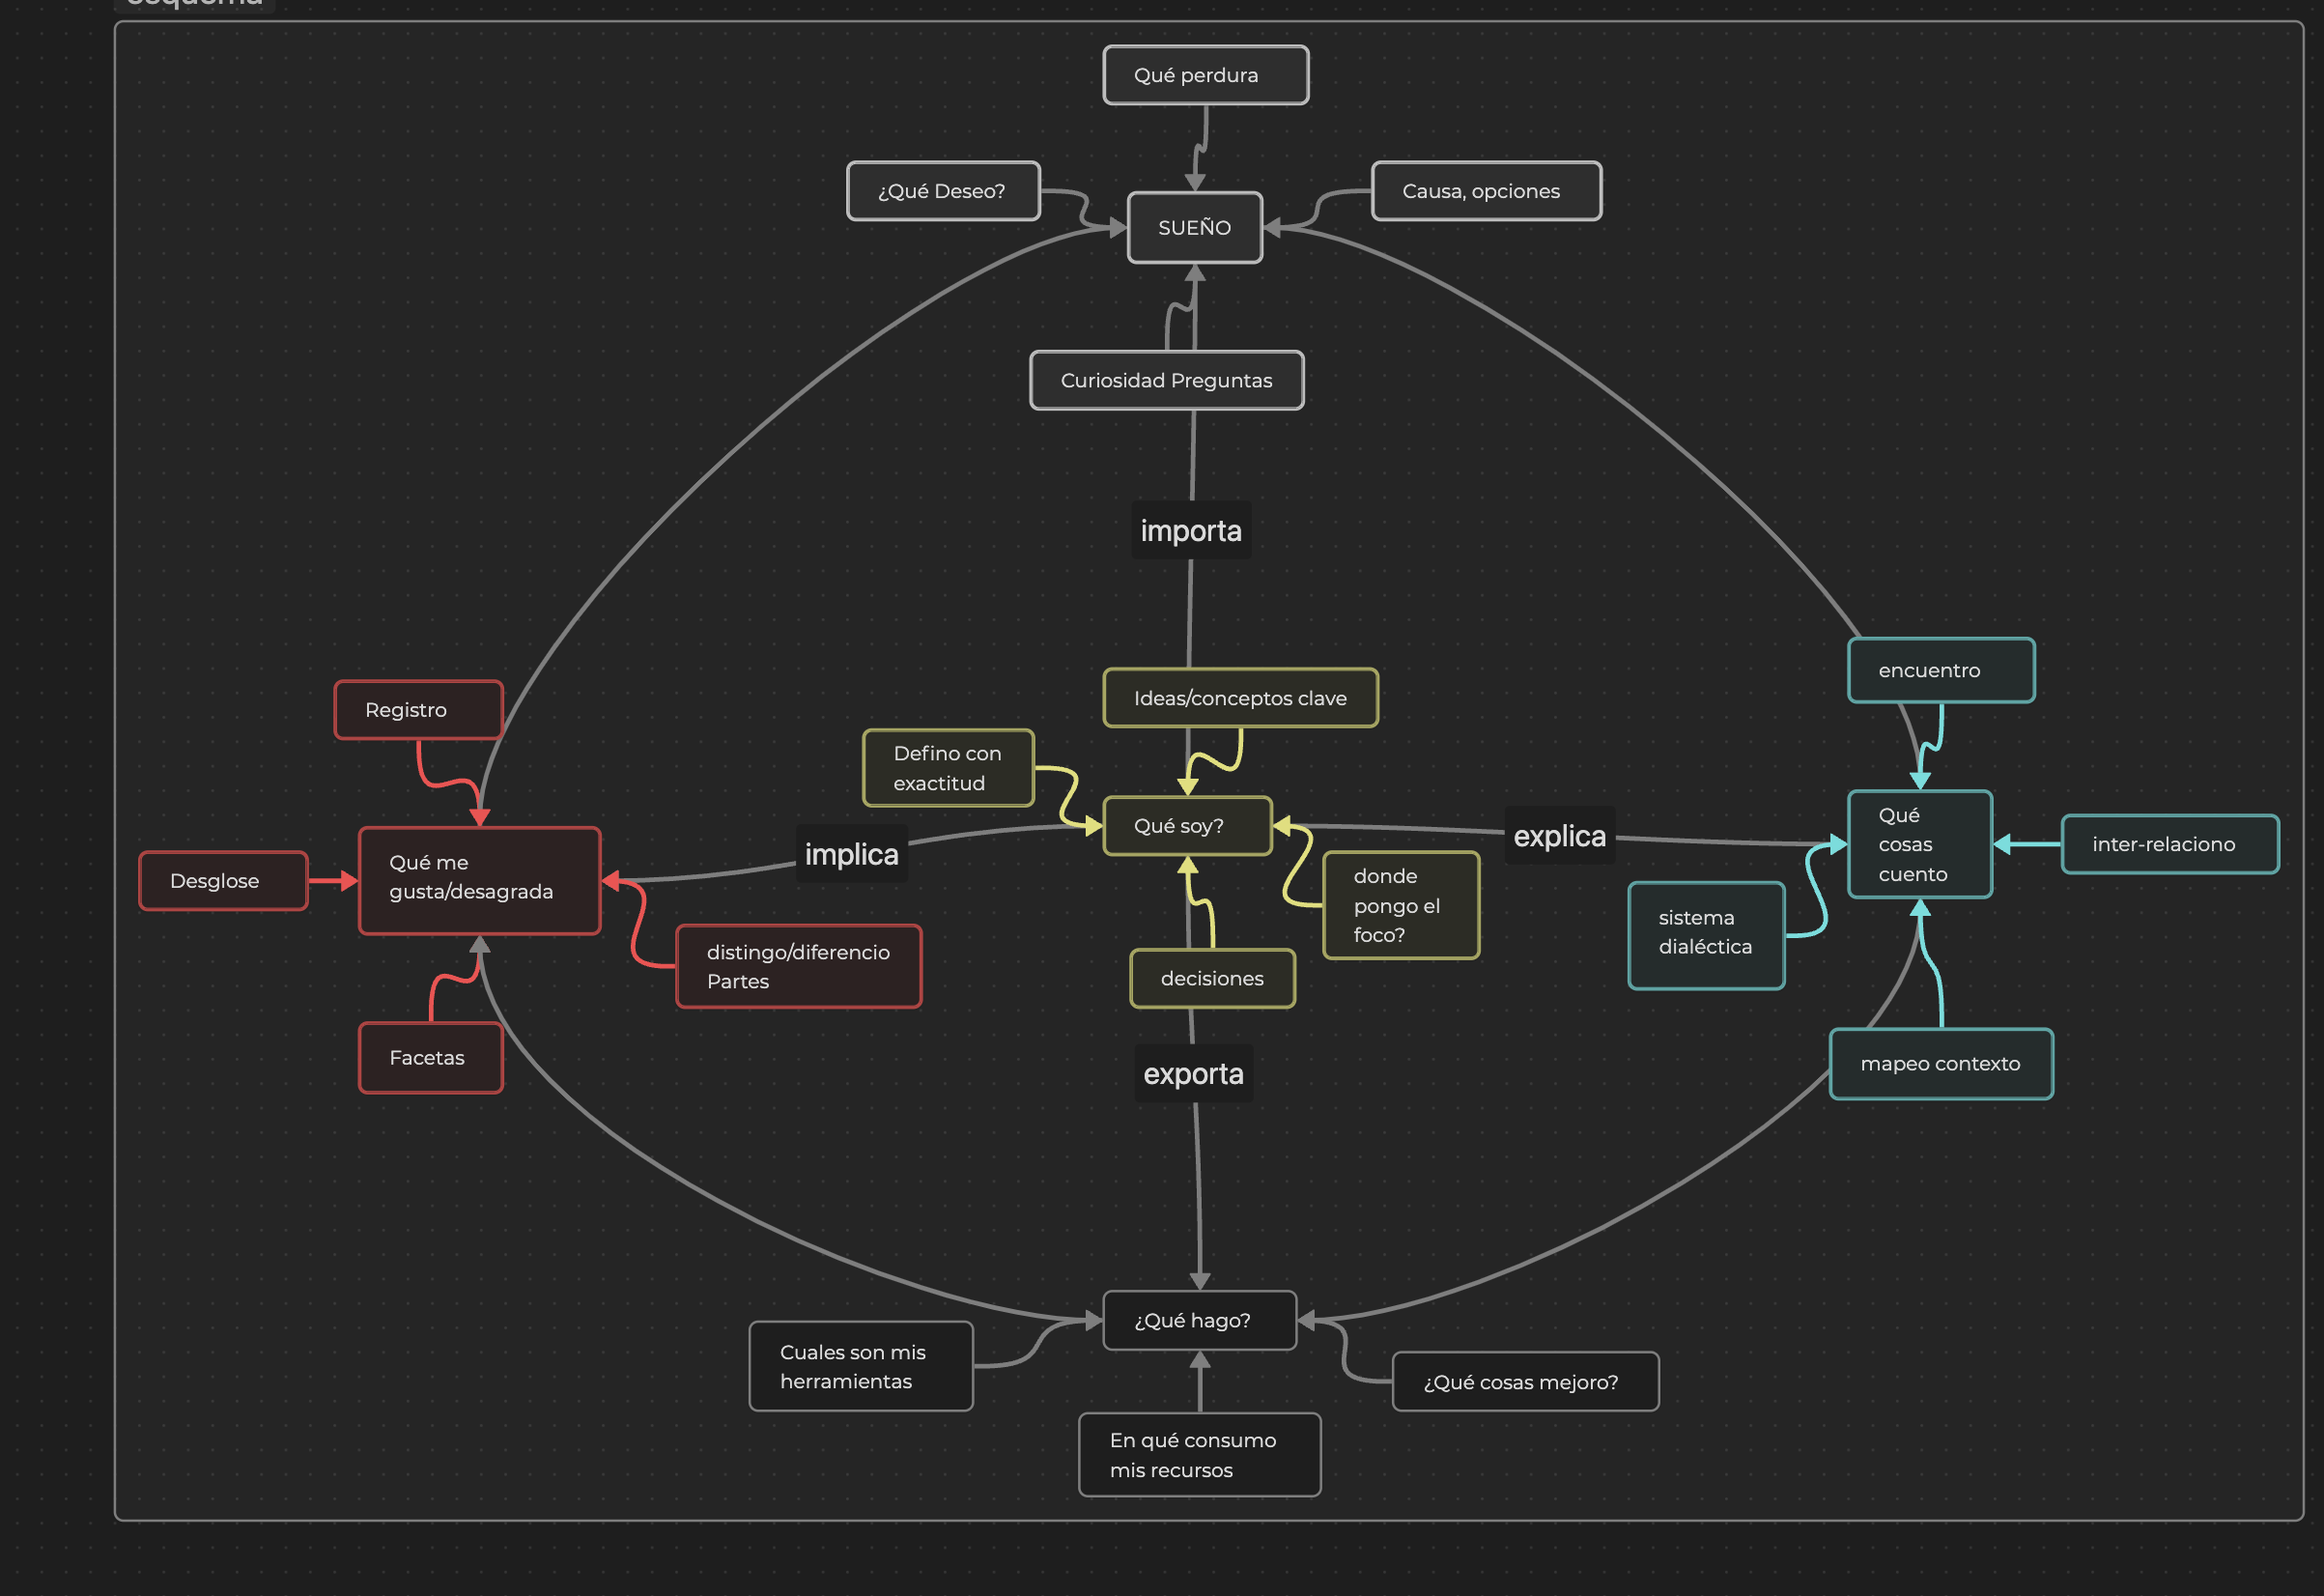 esquema
Qué perdura
¿Qué Deseo?
Causa, opciones
SUEÑO
Curiosidad Preguntas
importa
encuentro
Ideas/conceptos clave
Registro
Defino con
exactitud
Qué soy?
explica
Qué
cosas
cuento
inter-relaciono
implica
Qué me
gusta/desagrada
Desglose
donde
pongo el
foco?
sistema
dialéctica
distingo/diferencio
Partes
decisiones
Facetas
mapeo contexto
exporta
¿Qué hago?
Cuales son mis
herramientas
¿Qué cosas mejoro?
En qué consumo
mis recursos